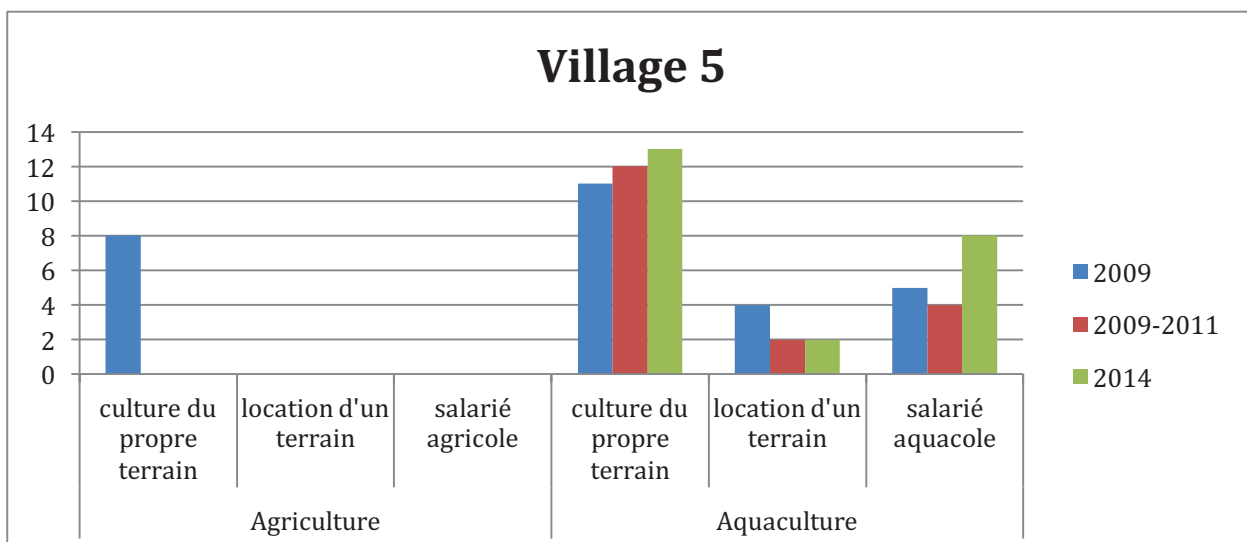 Village 5
14
12
10
8
6
4
2
0
culture du
propre
terrain
location d'un
terrain
salarié
agricole
culture du
propre
terrain
location d'un
terrain
salarié
aquacole
Agriculture
Aquaculture
2009
2009-2011
2014